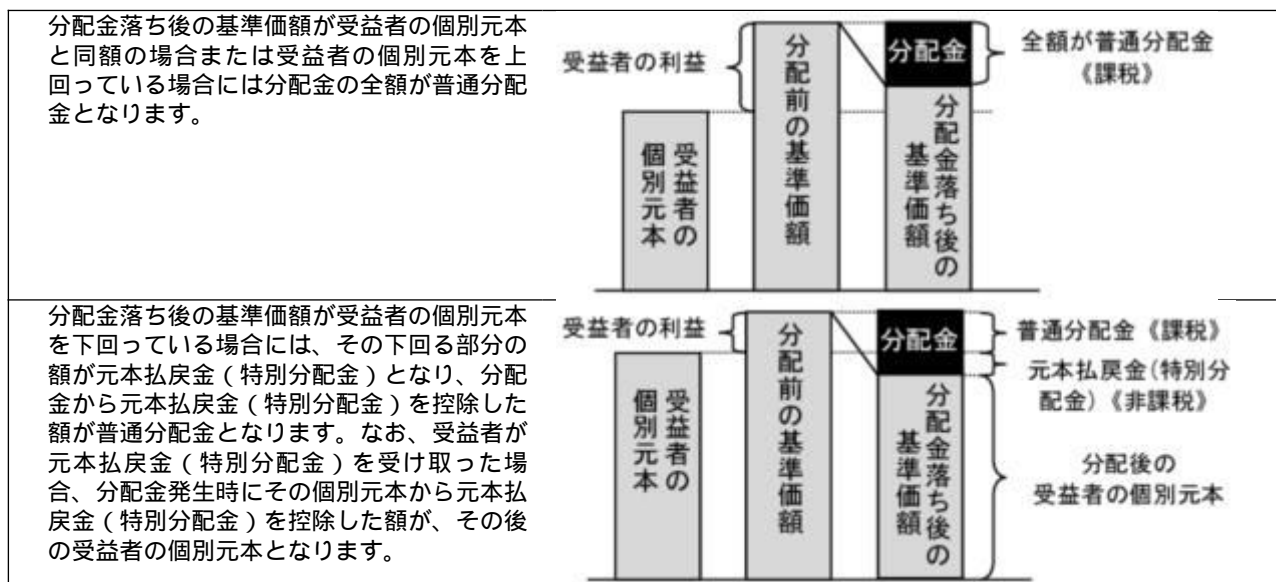 分配金落ち後の基準価額が受益者の個別元本
と同額の場合または受益者の個別元本を上
回っている場合には分配金の全額が普通分配
金となります。
受益者の利益
受益者の
個別元本
分配前の基準価額
分配金
分配金落ち後の
基準価額
全額が普通分配金
《課税》
分配金落ち後の基準価額が受益者の個別元本
を下回っている場合には、その下回る部分の
額が元本払戻金（特別分配金）となり、分配
金から元本払戻金（特別分配金）を控除した
額が普通分配金となります。なお、受益者が
元本払戻金（特別分配金）を受け取った場
合、分配金発生時にその個別元本から元本払
戻金（特別分配金）を控除した額が、その後
の受益者の個別元本となります。
受益者の利益
受益者の
個別元本
分配前の基準価額
分配金
分配金落ち後の
基準価額
普通分配金《課税》
元本払戻金(特別分
配金)《非課税》
分配後の
受益者の個別元本